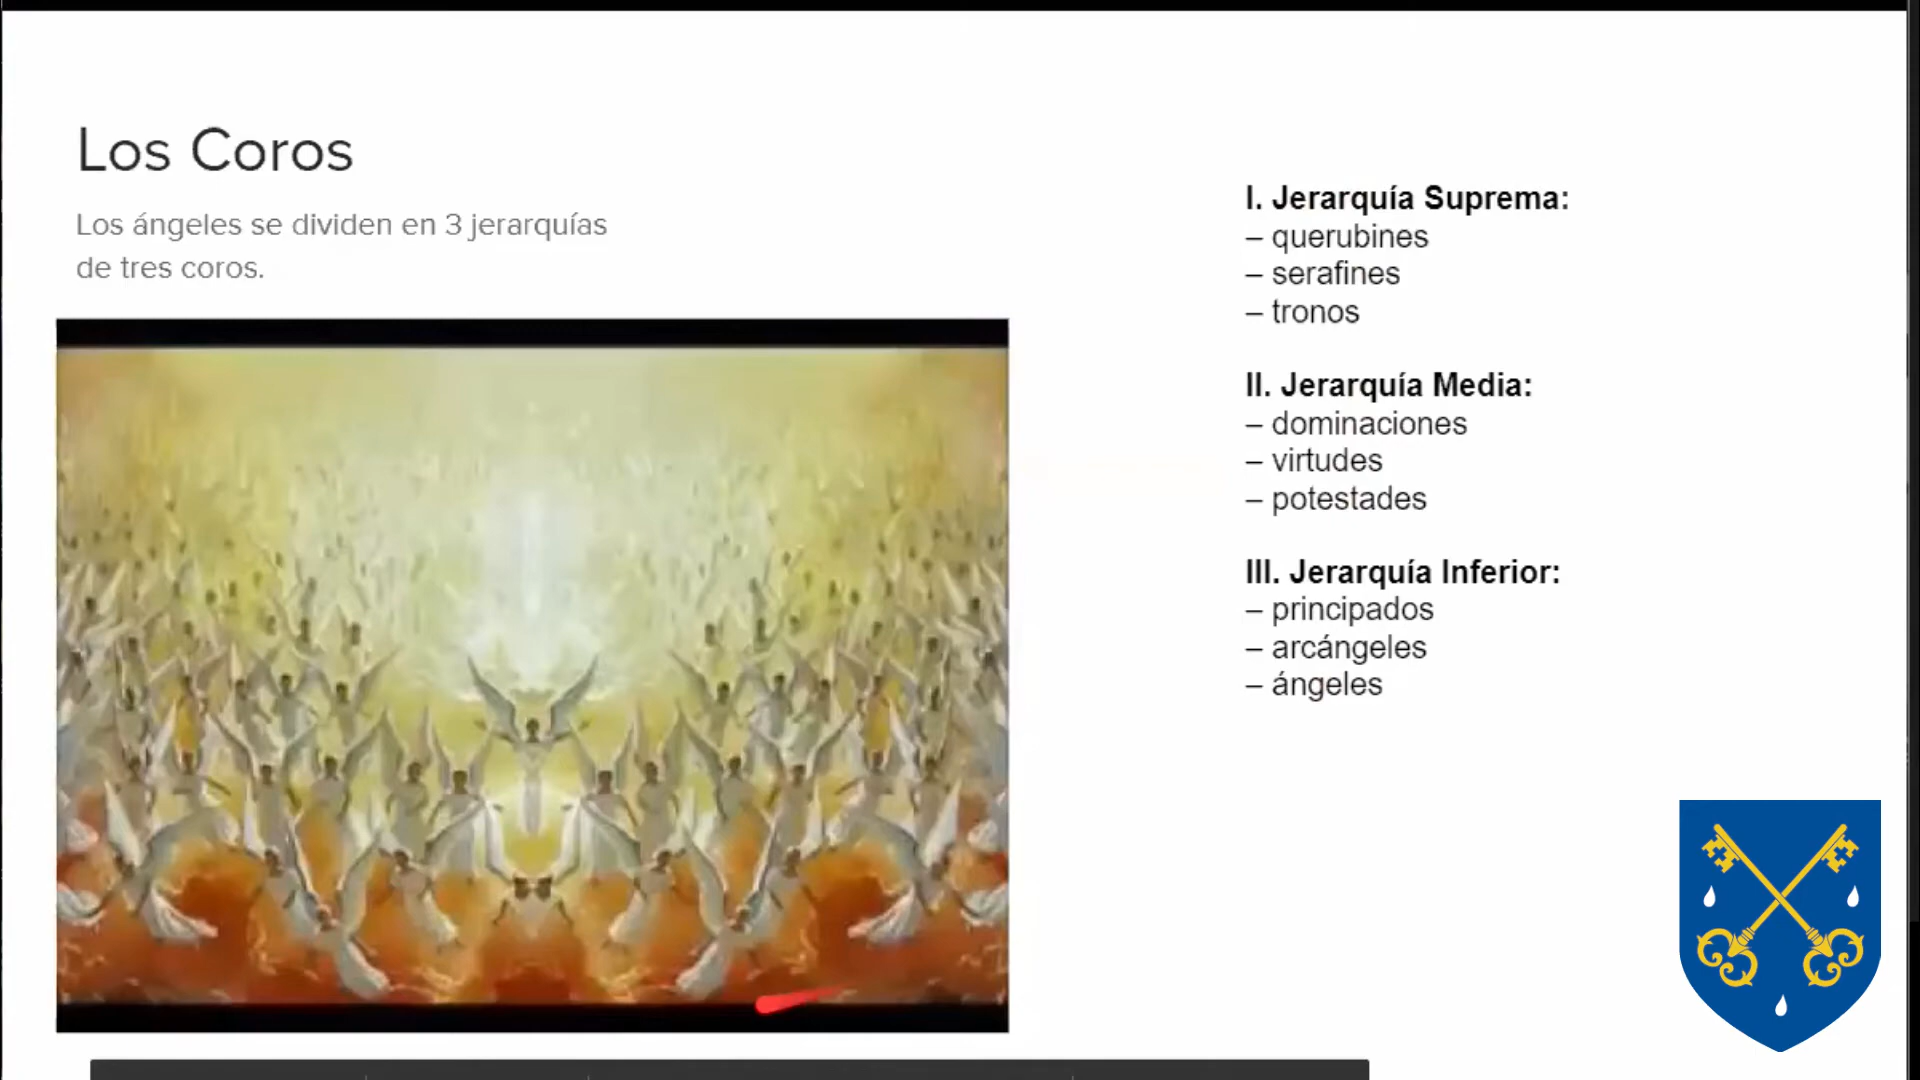 Los Coros
Los ángeles se dividen en 3 jerarquías
de tres coros.
I. Jerarquía Suprema:
– querubines
– serafines
– tronos
II. Jerarquía Media:
– dominaciones
– virtudes
– potestades
III. Jerarquía Inferior:
– principados
– arcángeles
– ángeles